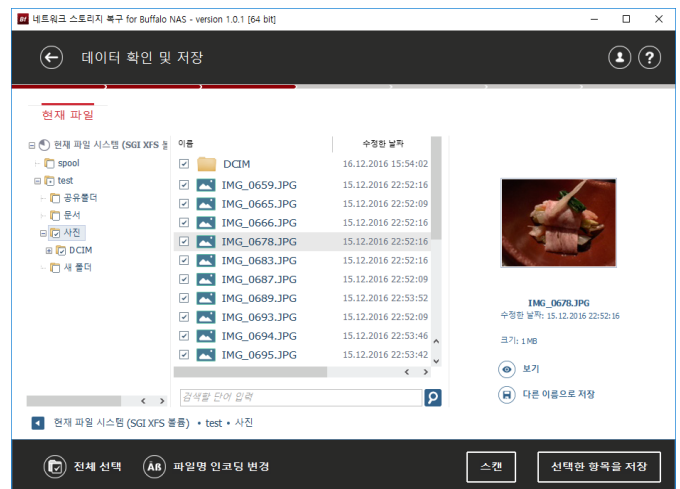 네트워크 스토리지 복구 for Buffalo NAS - version 1.0.1 [64 bit]
데이터 확인 및 저장
현재 파일
현재 파일 시스템 (SGI XFS 볼
spool
test
공유폴더
문서
사진
DCIM
새 폴더
이름 수정한 날짜
DCIM 16.12.2016 15:54:02
IMG_0659.JPG 15.12.2016 22:52:16
IMG_0665.JPG 15.12.2016 22:52:09
IMG_0666.JPG 15.12.2016 22:52:16
IMG_0678.JPG 15.12.2016 22:52:16
IMG_0683.JPG 15.12.2016 22:52:16
IMG_0687.JPG 15.12.2016 22:52:09
IMG_0689.JPG 15.12.2016 22:53:52
IMG_0693.JPG 15.12.2016 22:52:09
IMG_0694.JPG 15.12.2016 22:53:46
IMG_0695.JPG 15.12.2016 22:53:42
검색할 단어 입력
IMG_0678.JPG
수정한 날짜: 15.12.2016 22:52:16
크기: 1 MB
보기
다른 이름으로 저장
현재 파일 시스템 (SGI XFS 볼륨) • test • 사진
전체 선택
ÄB 파일명 인코딩 변경
스캔
선택한 항목을 저장